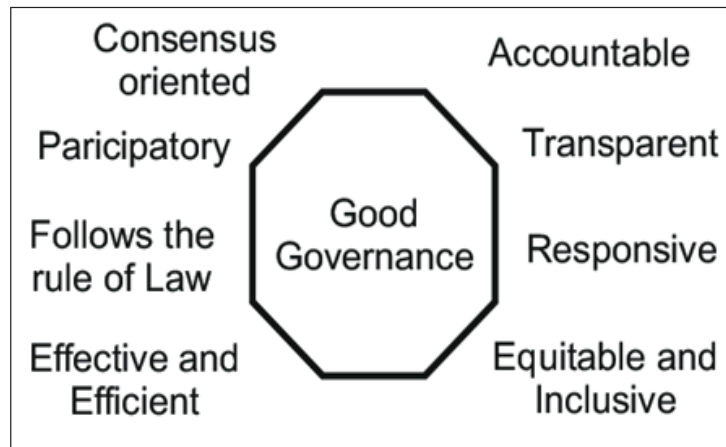 Consensus
oriented
Accountable
Paricipatory
Transparent
Good
Governance
Follows the
rule of Law
Responsive
Effective and
Efficient
Equitable and
Inclusive